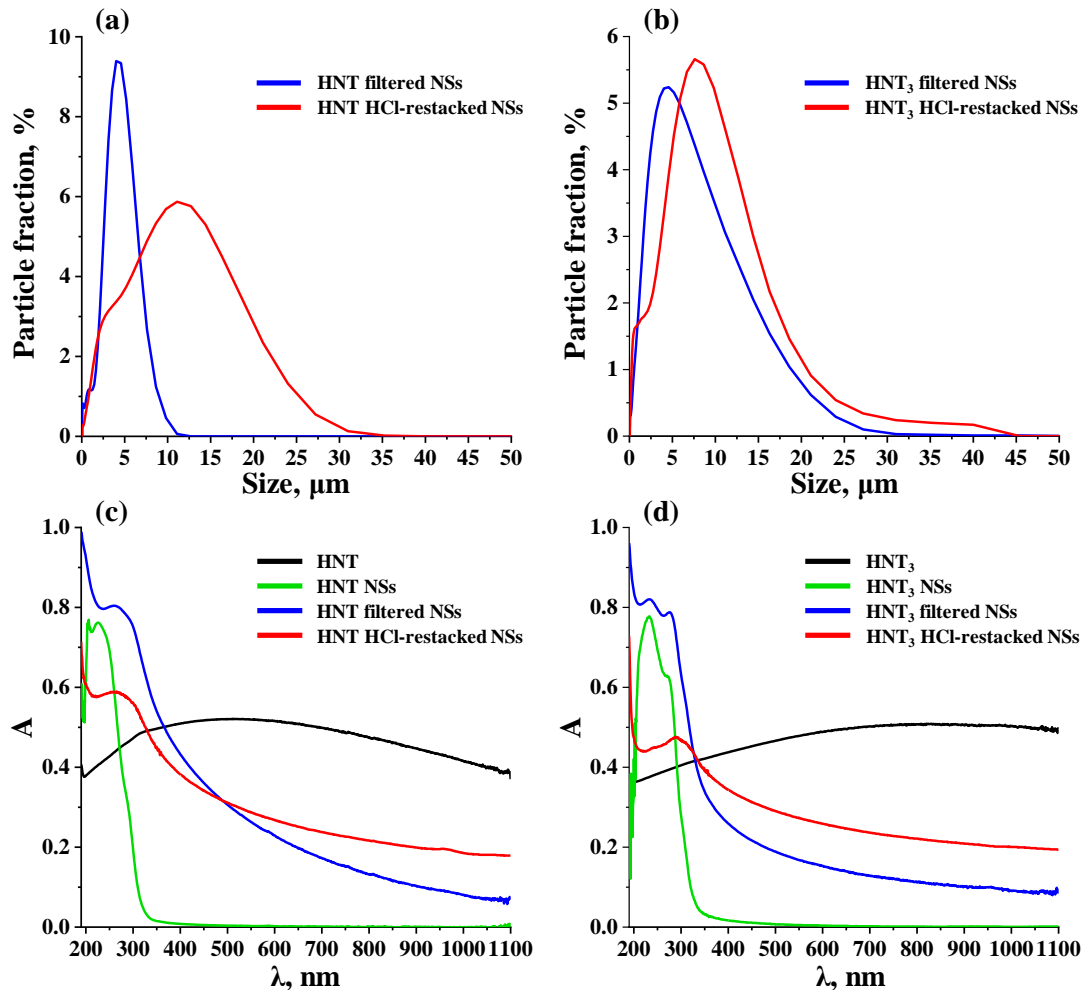 (a)
HNT filtered NSs
HNT HCl-restacked NSs
Particle fraction, %
10
8
6
4
2
0
0 5 10 15 20 25 30 35 40 45 50
Size, μm
(b)
HNT₃ filtered NSs
HNT₃ HCl-restacked NSs
Particle fraction, %
6
5
4
3
2
1
0
0 5 10 15 20 25 30 35 40 45 50
Size, μm
(c)
HNT
HNT NSs
HNT filtered NSs
HNT HCl-restacked NSs
A
1.0
0.8
0.6
0.4
0.2
0.0
200 300 400 500 600 700 800 900 1000 1100
λ, nm
(d)
HNT₃
HNT₃ NSs
HNT₃ filtered NSs
HNT₃ HCl-restacked NSs
A
1.0
0.8
0.6
0.4
0.2
0.0
200 300 400 500 600 700 800 900 1000 1100
λ, nm